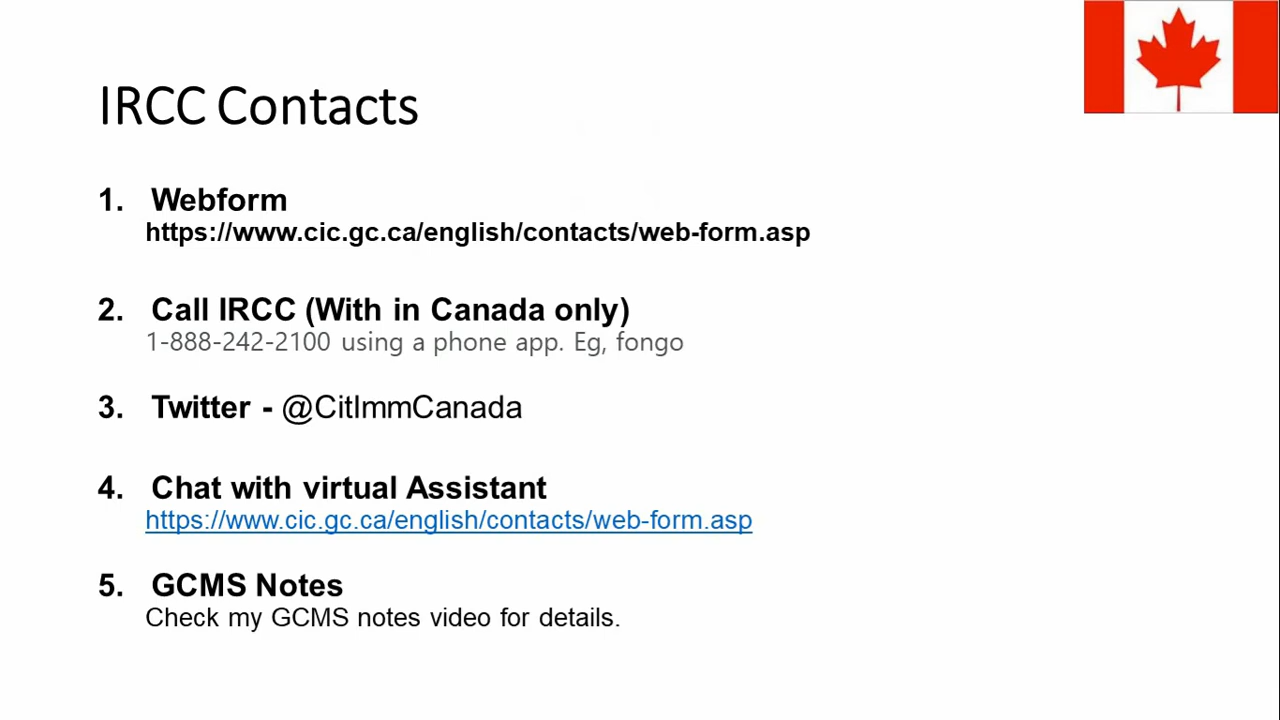 IRCC Contacts
1. Webform
https://www.cic.gc.ca/english/contacts/web-form.asp
2. Call IRCC (With in Canada only)
1-888-242-2100 using a phone app. Eg, fongo
3. Twitter - @CitImmCanada
4. Chat with virtual Assistant
https://www.cic.gc.ca/english/contacts/web-form.asp
5. GCMS Notes
Check my GCMS notes video for details.